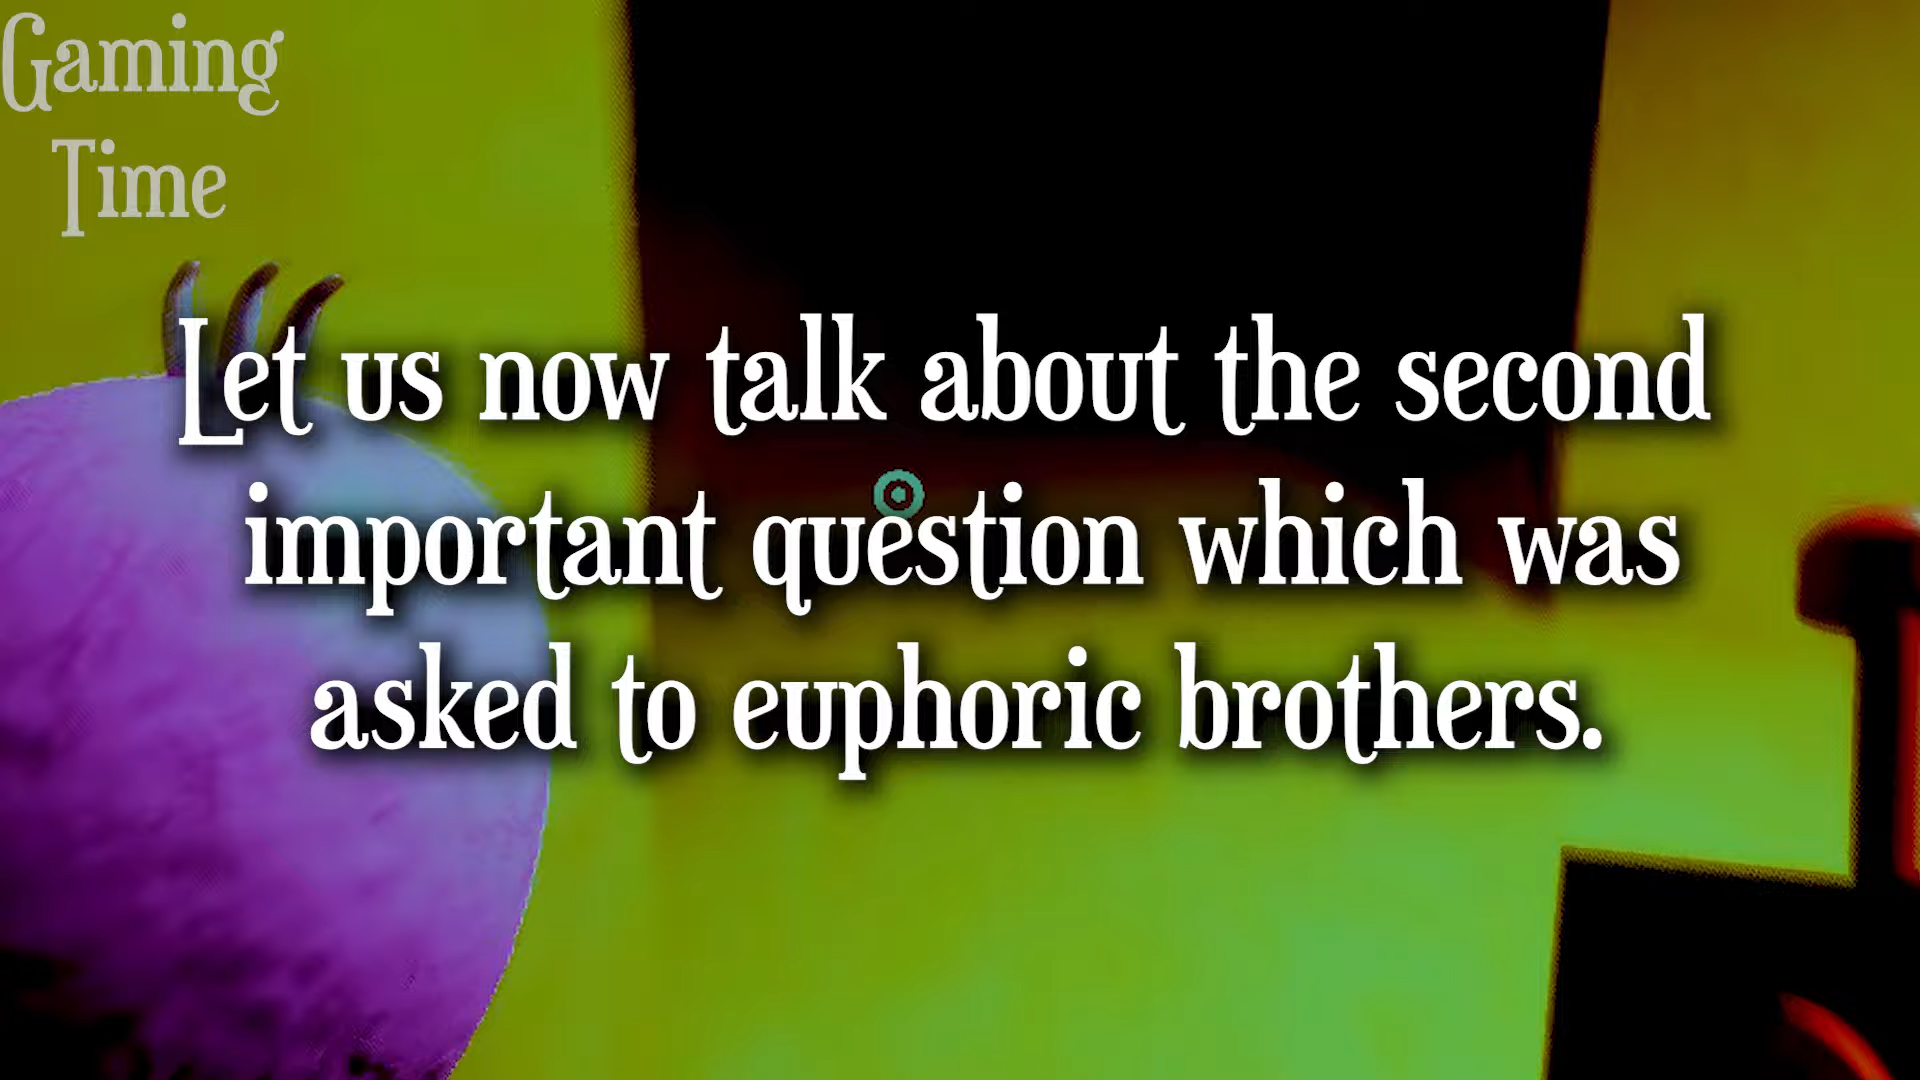 Gaming
Time
Let us now talk about the second
important question which was
asked to euphoric brothers.